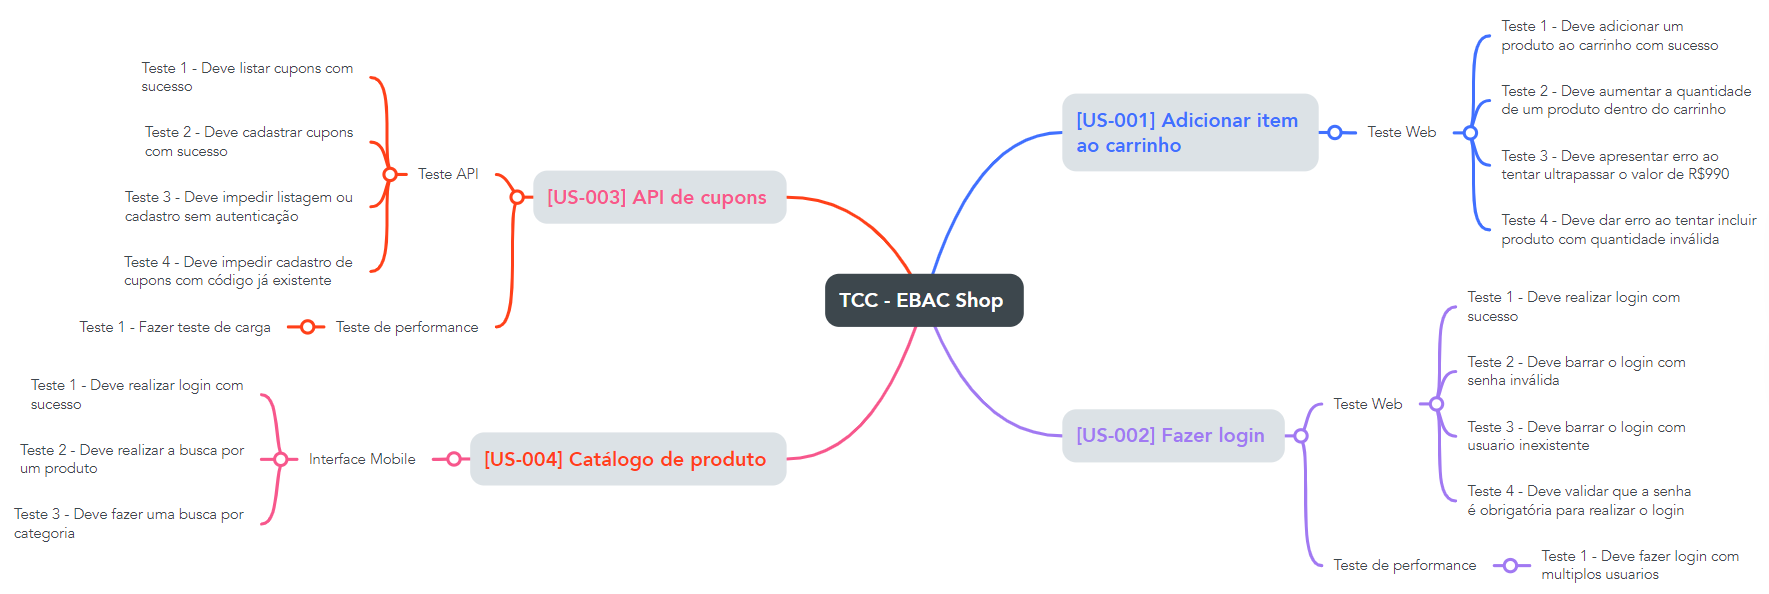 TCC - EBAC Shop
[US-001] Adicionar item
ao carrinho
Teste Web
Teste 1 - Deve adicionar um
produto ao carrinho com sucesso
Teste 2 - Deve aumentar a quantidade
de um produto dentro do carrinho
Teste 3 - Deve apresentar erro ao
tentar ultrapassar o valor de R$990
Teste 4 - Deve dar erro ao tentar incluir
produto com quantidade inválida
[US-002] Fazer login
Teste Web
Teste 1 - Deve realizar login com
sucesso
Teste 2 - Deve barrar o login com
senha inválida
Teste 3 - Deve barrar o login com
usuario inexistente
Teste 4 - Deve validar que a senha
é obrigatória para realizar o login
Teste de performance
Teste 1 - Deve fazer login com
multiplos usuarios
[US-003] API de cupons
Teste API
Teste 1 - Deve listar cupons com
sucesso
Teste 2 - Deve cadastrar cupons
com sucesso
Teste 3 - Deve impedir listagem ou
cadastro sem autenticação
Teste 4 - Deve impedir cadastro de
cupons com código já existente
Teste de performance
Teste 1 - Fazer teste de carga
[US-004] Catálogo de produto
Interface Mobile
Teste 1 - Deve realizar login com
sucesso
Teste 2 - Deve realizar a busca por
um produto
Teste 3 - Deve fazer uma busca por
categoria